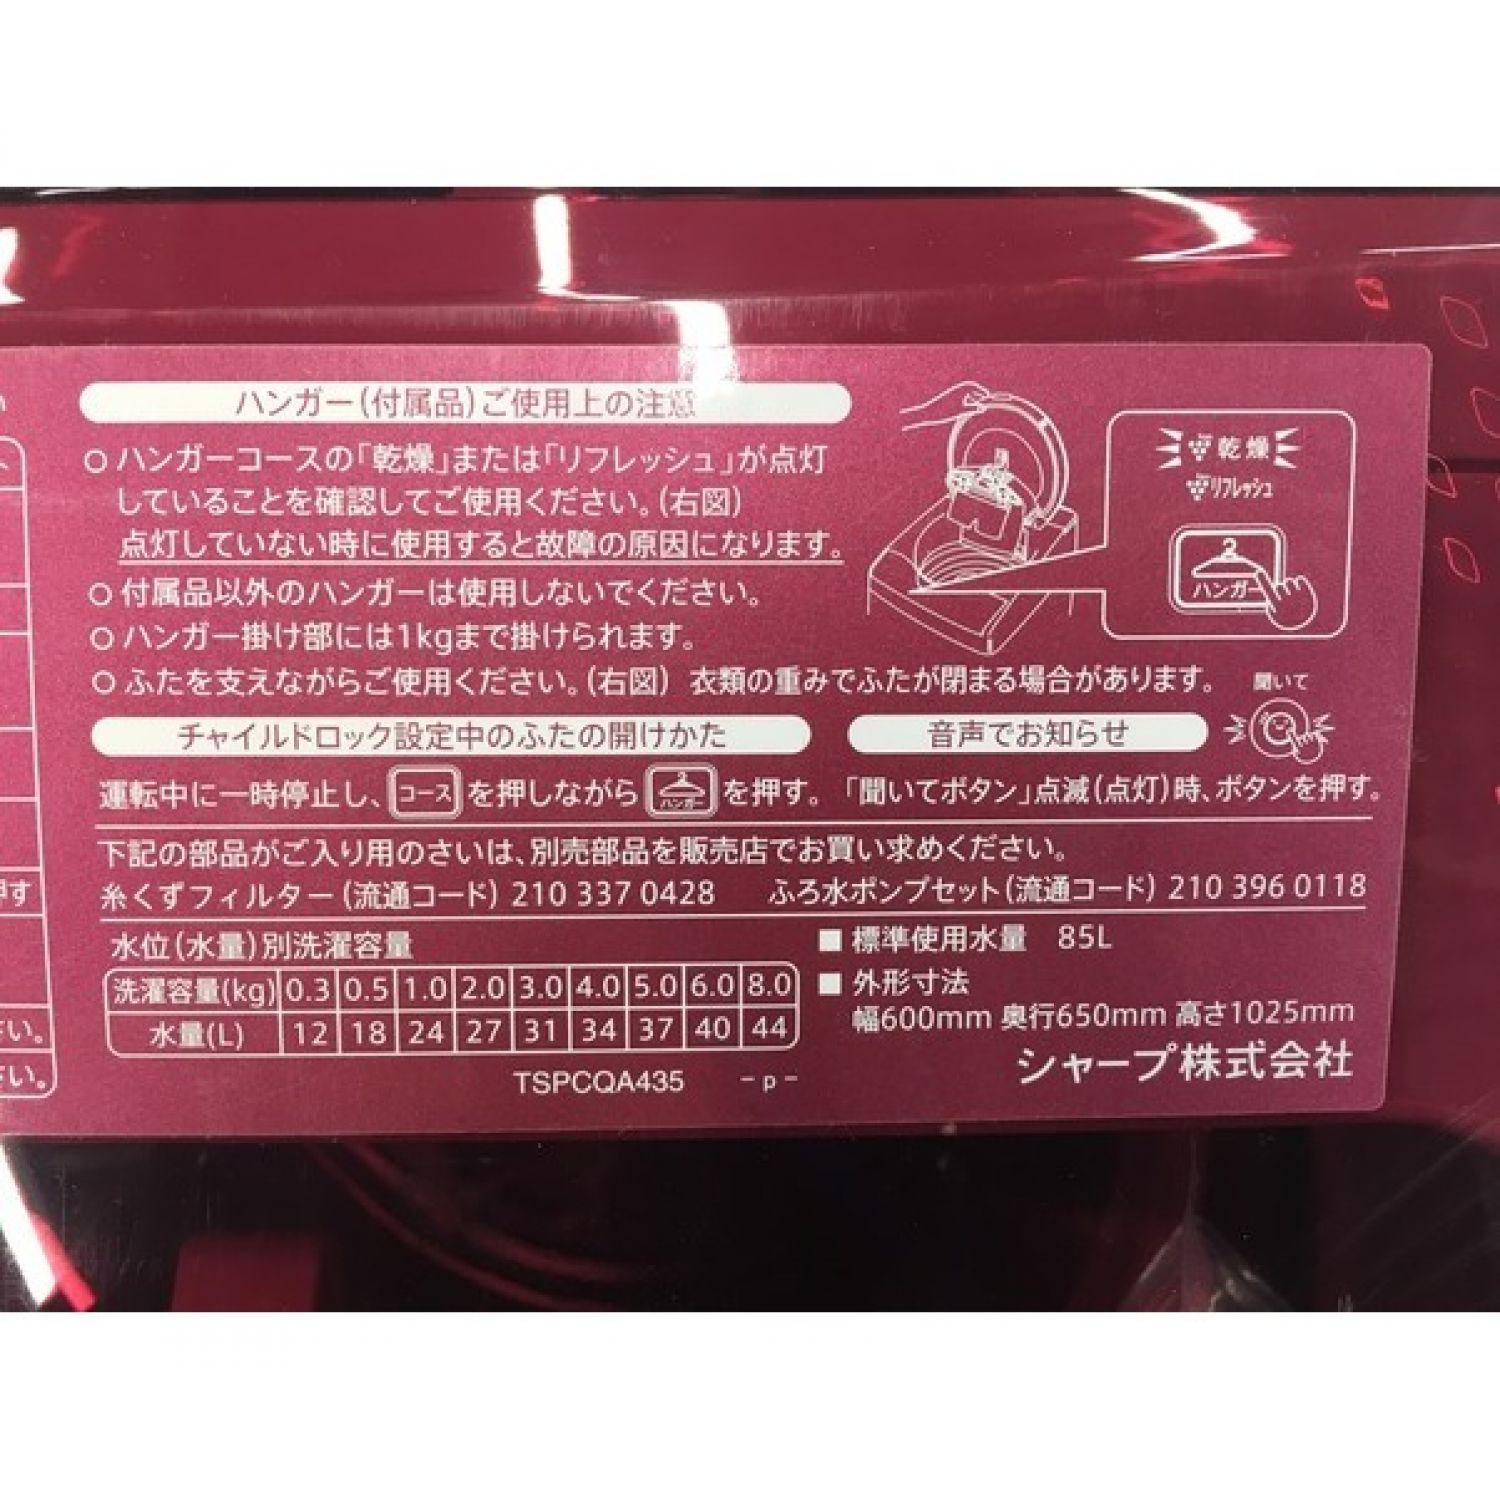 ハンガー(付属品)ご使用上の注意
○ ハンガーコースの「乾燥」または「リフレッシュ」が点灯
していることを確認してご使用ください。(右図)
点灯していない時に使用すると故障の原因になります。
○ 付属品以外のハンガーは使用しないでください。
○ ハンガー掛け部には1kgまで掛けられます。
○ ふたを支えながらご使用ください。(右図) 衣類の重みでふたが閉まる場合があります。
乾燥
リフレッシュ
ハンガー
聞いて
チャイルドロック設定中のふたの開けかた
運転中に一時停止し、コースを押しながらハンガーを押す。
音声でお知らせ
「聞いてボタン」点滅(点灯)時、ボタンを押す。
下記の部品がご入り用のさいは、別売部品を販売店でお買い求めください。
糸くずフィルター(流通コード) 210 337 0428 ふろ水ポンプセット(流通コード) 210 396 0118
水位(水量)別洗濯容量
洗濯容量(kg) 0.3 0.5 1.0 2.0 3.0 4.0 5.0 6.0 8.0
水量(L) 12 18 24 27 31 34 37 40 44
TSPCQA435 -p-
■ 標準使用水量 85L
■ 外形寸法
幅600mm 奥行650mm 高さ1025mm
シャープ株式会社
押す
さい。
さい。